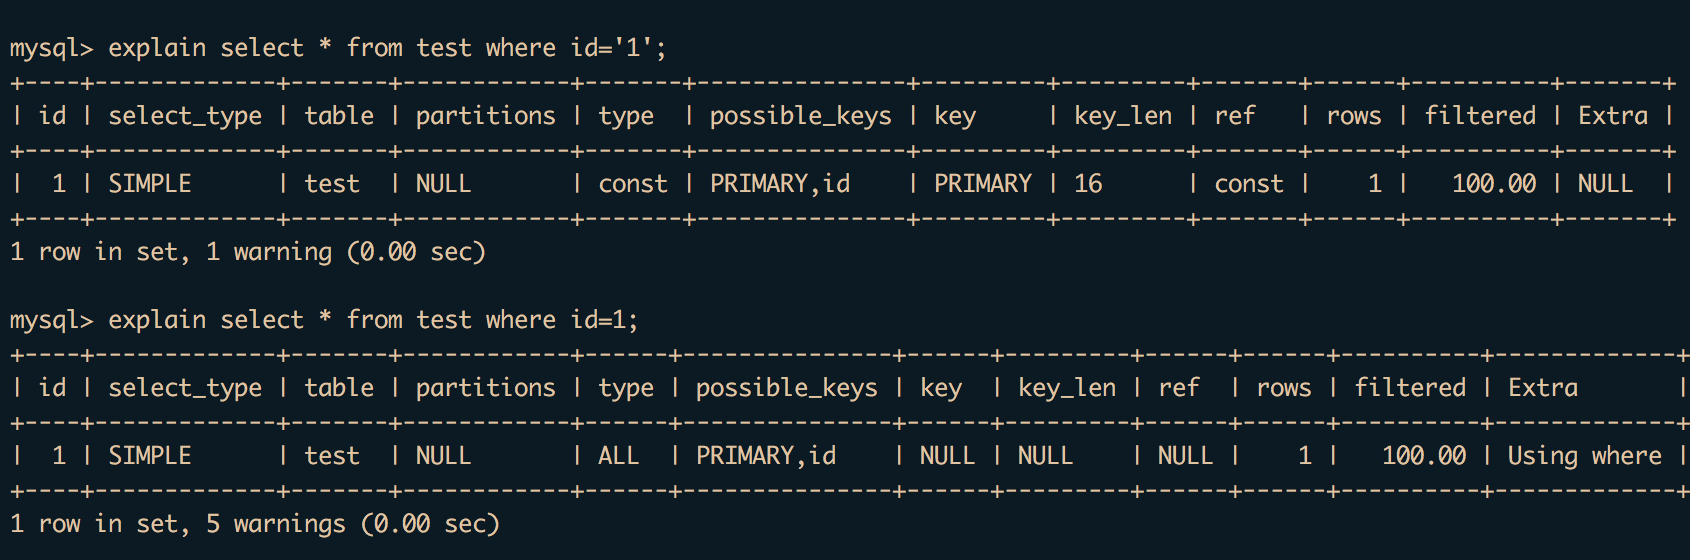 mysql> explain select * from test where id='1';
+----+-------------+-------+------------+-------+---------------+---------+---------+-------+------+----------+-------+
| id | select_type | table | partitions | type  | possible_keys | key     | key_len | ref   | rows | filtered | Extra |
+----+-------------+-------+------------+-------+---------------+---------+---------+-------+------+----------+-------+
|  1 | SIMPLE      | test  | NULL       | const | PRIMARY,id    | PRIMARY | 16      | const |    1 |   100.00 | NULL  |
+----+-------------+-------+------------+-------+---------------+---------+---------+-------+------+----------+-------+
1 row in set, 1 warning (0.00 sec)
mysql> explain select * from test where id=1;
+----+-------------+-------+------------+------+---------------+------+---------+------+------+----------+-------------+
| id | select_type | table | partitions | type | possible_keys | key  | key_len | ref  | rows | filtered | Extra       |
+----+-------------+-------+------------+------+---------------+------+---------+------+------+----------+-------------+
|  1 | SIMPLE      | test  | NULL       | ALL  | PRIMARY,id    | NULL | NULL    | NULL |    1 |   100.00 | Using where |
+----+-------------+-------+------------+------+---------------+------+---------+------+------+----------+-------------+
1 row in set, 5 warnings (0.00 sec)